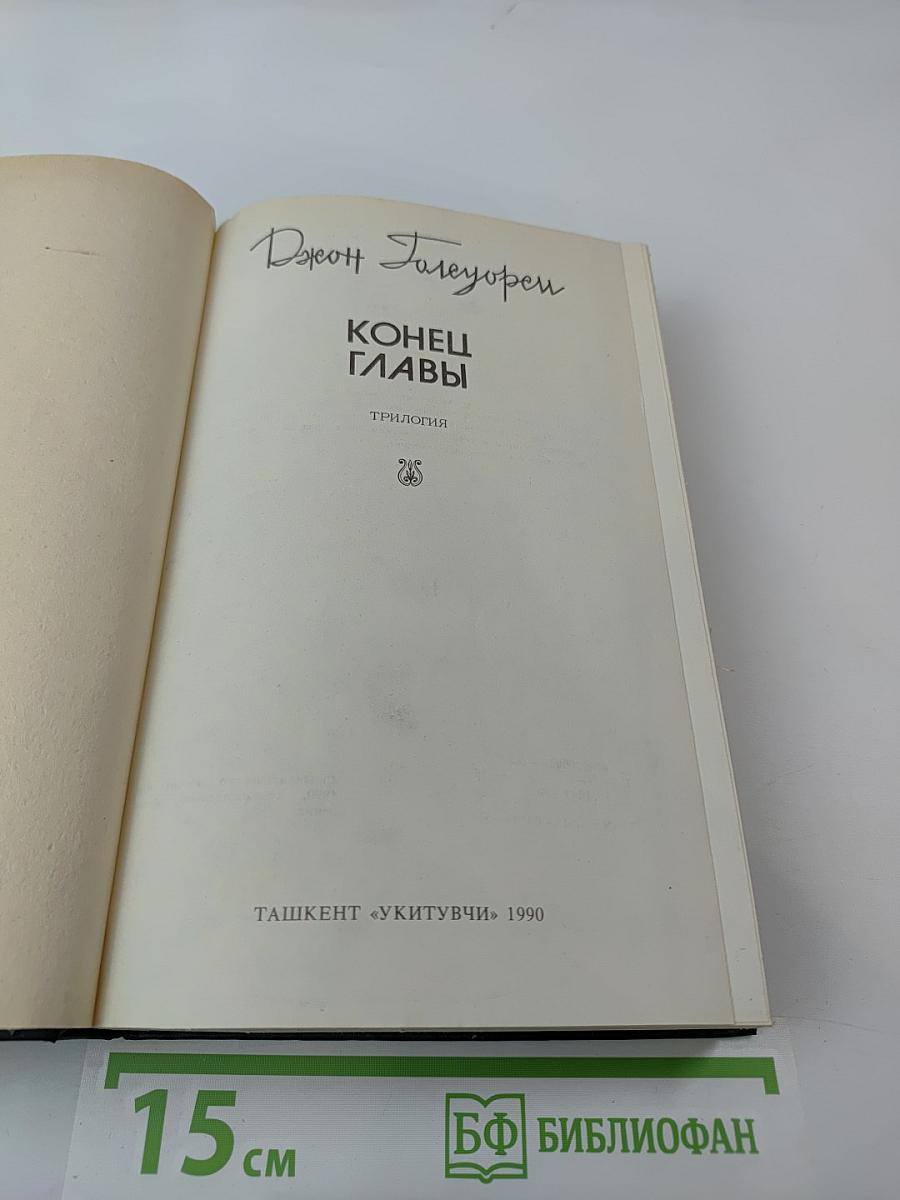 Джон Голсуорси
КОНЕЦ
ГЛАВЫ
ТРИЛОГИЯ
ТАШКЕНТ «УКИТУВЧИ» 1990
15 см
БФ БИБЛИОФАН